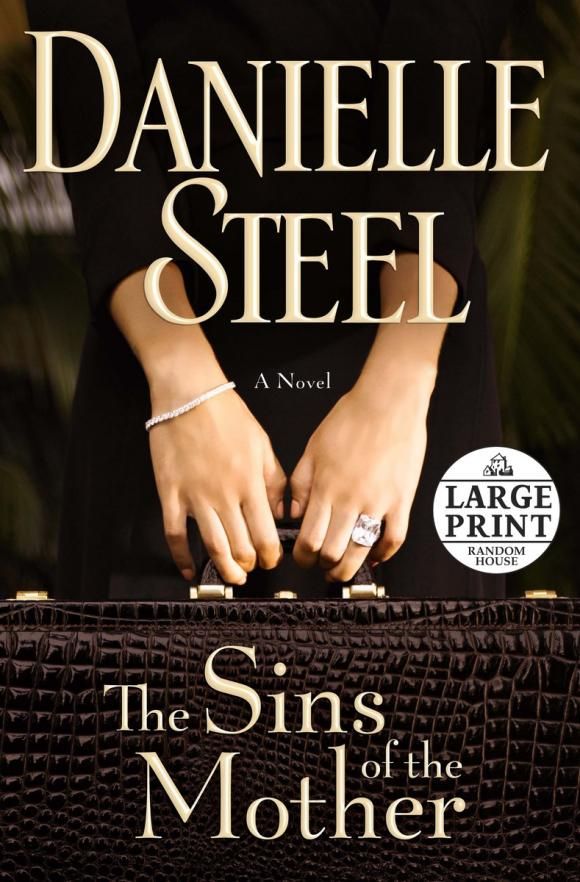 DANIELLE
STEEL
A Novel
LARGE
PRINT
RANDOM
HOUSE
The Sins
of the
Mother